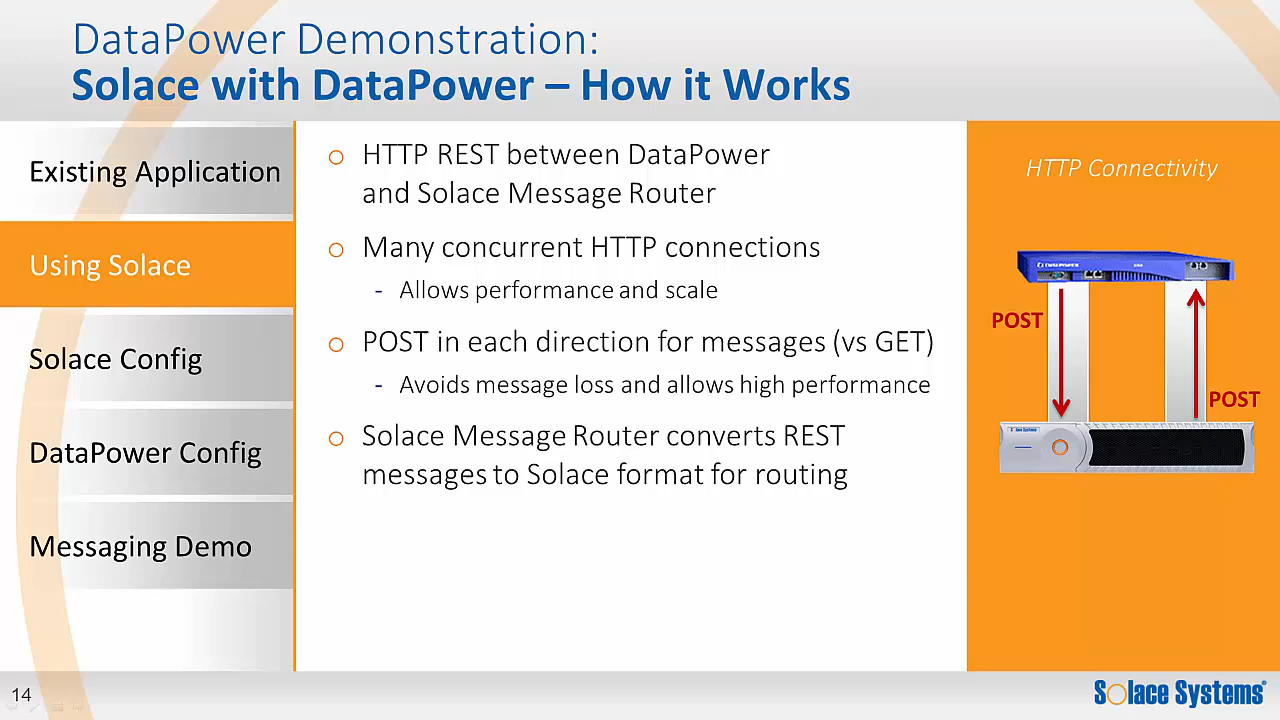 DataPower Demonstration:
Solace with DataPower – How it Works
Existing Application
Using Solace
Solace Config
DataPower Config
Messaging Demo
o HTTP REST between DataPower
and Solace Message Router
o Many concurrent HTTP connections
- Allows performance and scale
o POST in each direction for messages (vs GET)
- Avoids message loss and allows high performance
o Solace Message Router converts REST
messages to Solace format for routing
HTTP Connectivity
DATAPOWER
POST
POST
Solace Systems
14
Solace Systems®